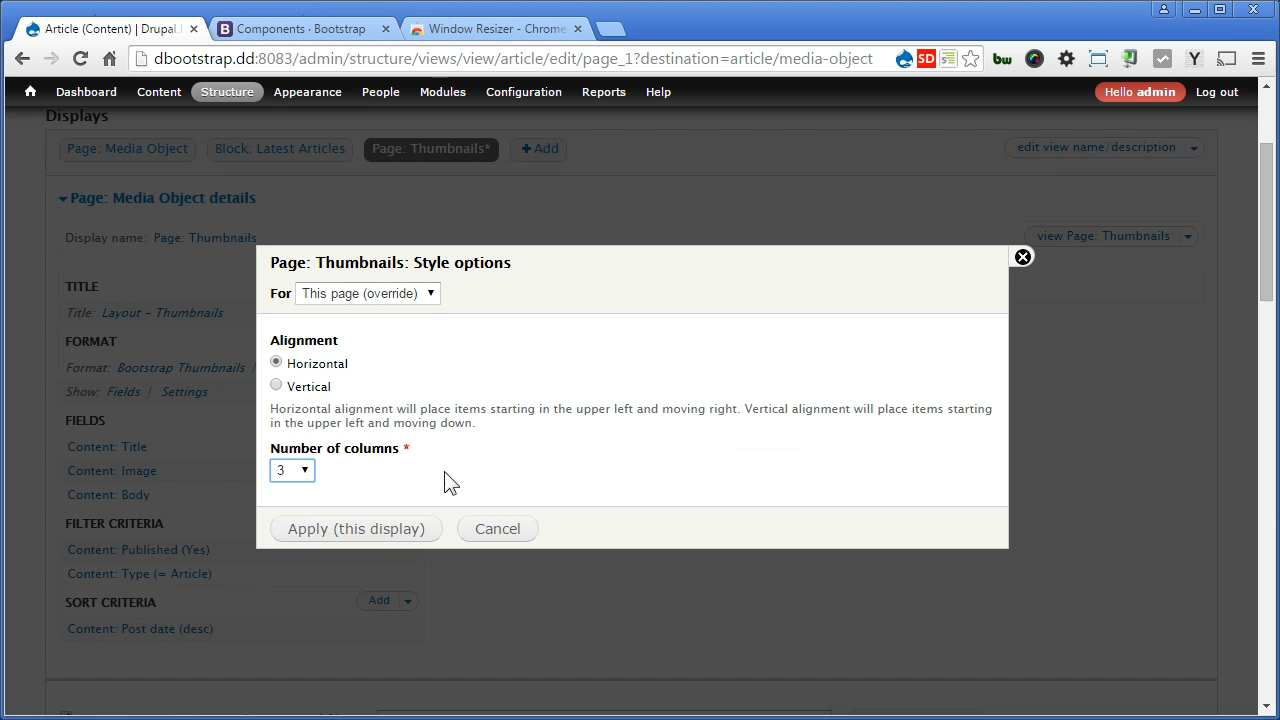 Article (Content) | Drupal.
Components · Bootstrap
Window Resizer - Chrome
dbootstrap.dd:8083/admin/structure/views/view/article/edit/page_1?destination=article/media-object
Dashboard Content Structure Appearance People Modules Configuration Reports Help Hello admin Log out
Displays
Page: Media Object Block: Latest Articles Page: Thumbnails* Add edit view name/description
Page: Media Object details
Display name: Page: Thumbnails view Page: Thumbnails
Page: Thumbnails: Style options
For This page (override)
TITLE
Title: Layout - Thumbnails
FORMAT
Format: Bootstrap Thumbnails |
Show: Fields | Settings
FIELDS
Content: Title
Content: Image
Content: Body
FILTER CRITERIA
Content: Published (Yes)
Content: Type (= Article)
SORT CRITERIA Add
Content: Post date (desc)
Alignment
Horizontal
Vertical
Horizontal alignment will place items starting in the upper left and moving right. Vertical alignment will place items starting
in the upper left and moving down.
Number of columns *
3
Apply (this display) Cancel